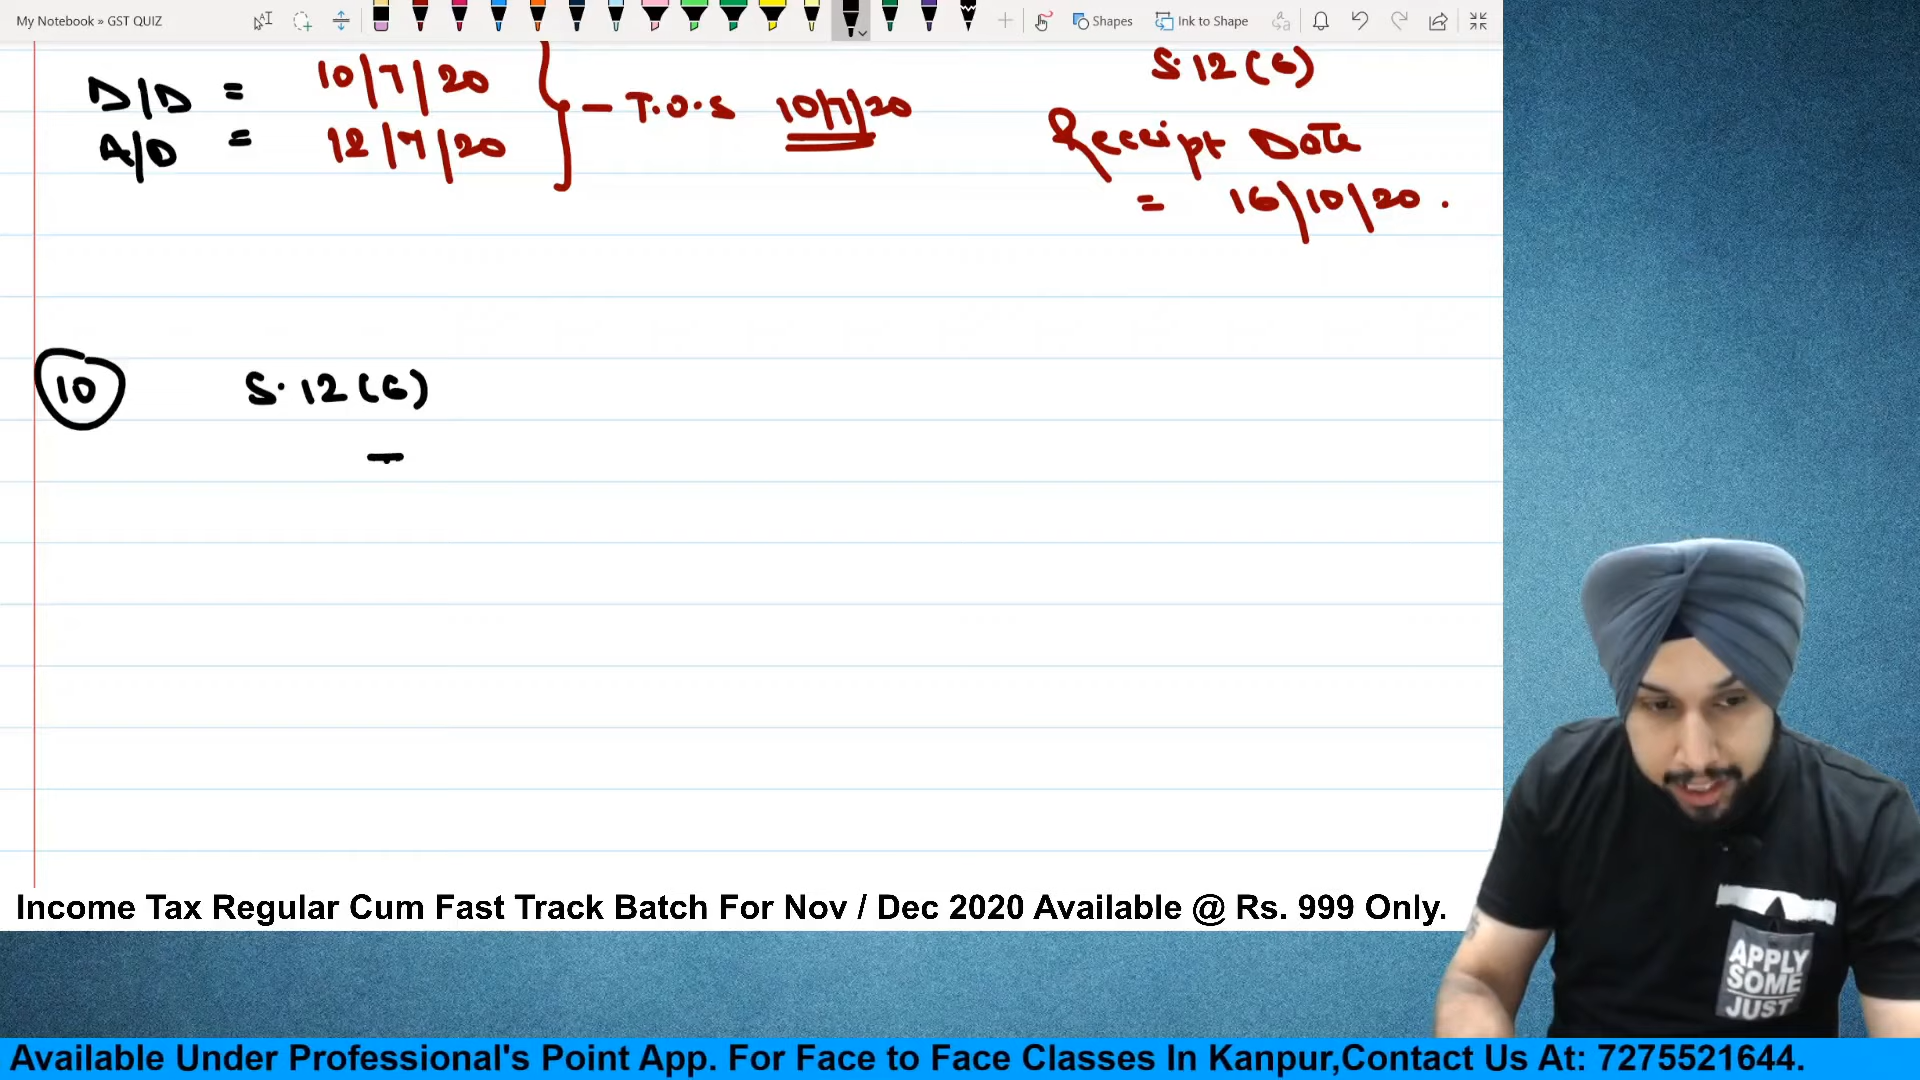 My Notebook » GST QUIZ
Shapes
Ink to Shape
D/D = 10/7/20
A/D = 12/7/20
- T.O.S 10/7/20
S.12(6)
Receipt Date
= 16/10/20.
10 S.12(6)
Income Tax Regular Cum Fast Track Batch For Nov / Dec 2020 Available @ Rs. 999 Only.
APPLY
SOME
JUST
Available Under Professional's Point App. For Face to Face Classes In Kanpur,Contact Us At: 7275521644.